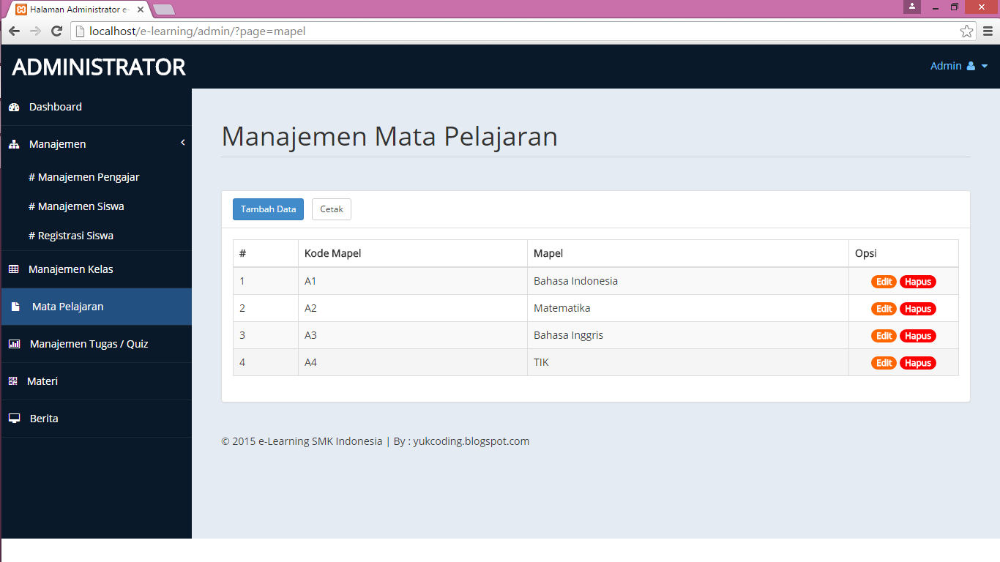 Halaman Administrator e-
localhost/e-learning/admin/?page=mapel
ADMINISTRATOR
Admin
Dashboard
Manajemen
# Manajemen Pengajar
# Manajemen Siswa
# Registrasi Siswa
Manajemen Kelas
Mata Pelajaran
Manajemen Tugas / Quiz
Materi
Berita
Manajemen Mata Pelajaran
Tambah Data Cetak
# Kode Mapel Mapel Opsi
1 A1 Bahasa Indonesia Edit Hapus
2 A2 Matematika Edit Hapus
3 A3 Bahasa Inggris Edit Hapus
4 A4 TIK Edit Hapus
© 2015 e-Learning SMK Indonesia | By : yukcoding.blogspot.com